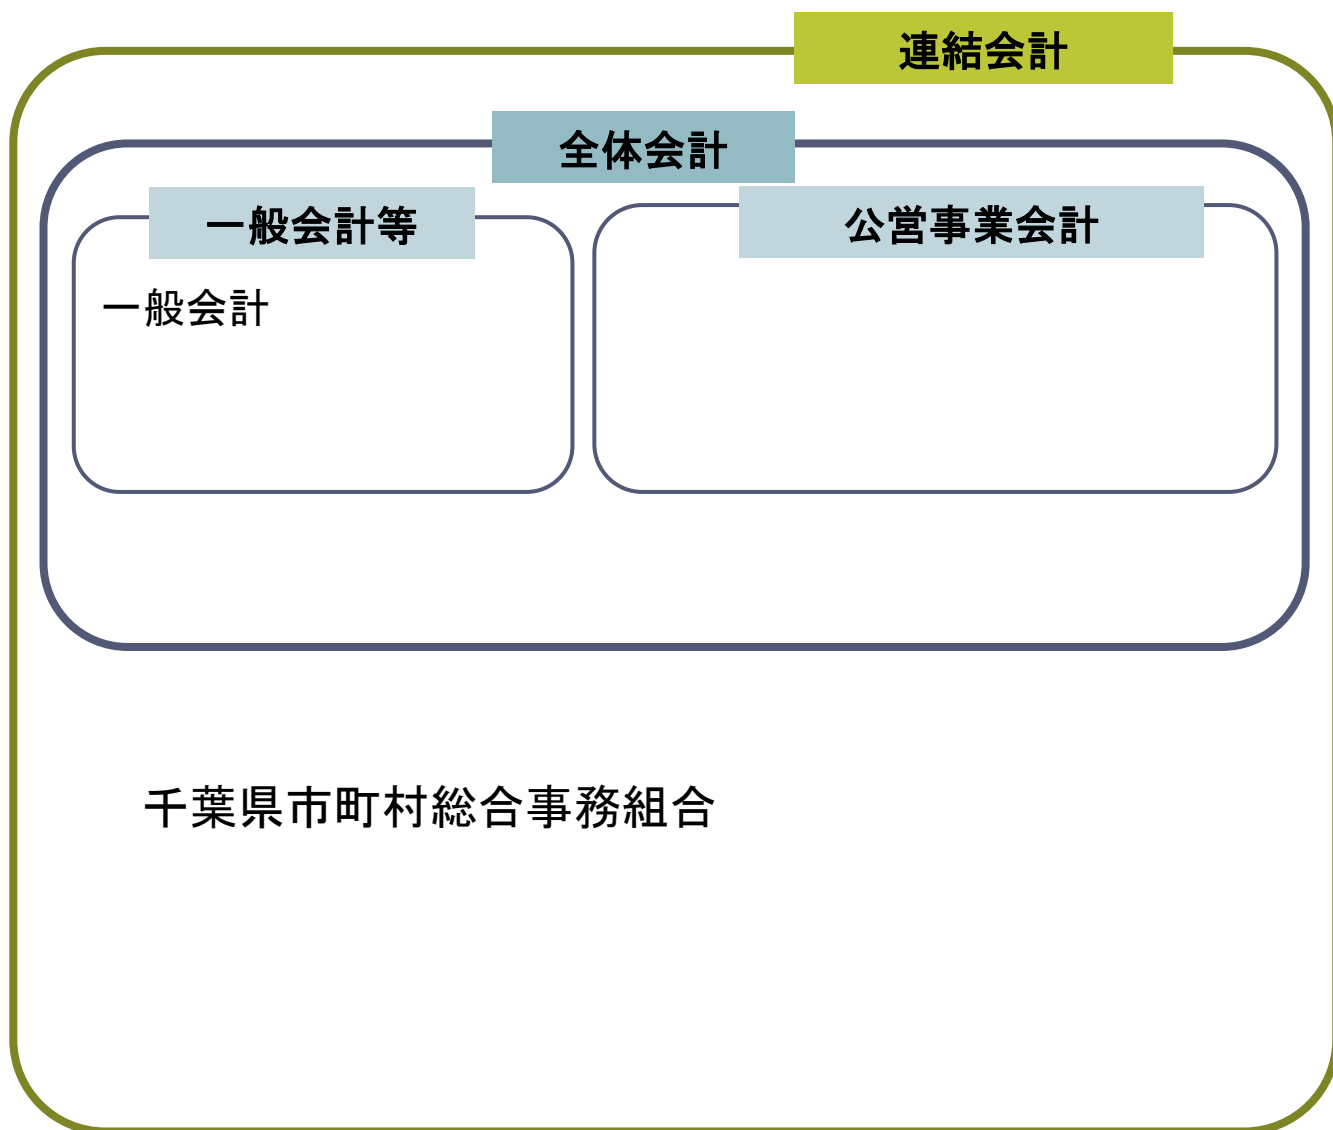 連結会計
全体会計
一般会計等
公営事業会計
一般会計
千葉県市町村総合事務組合